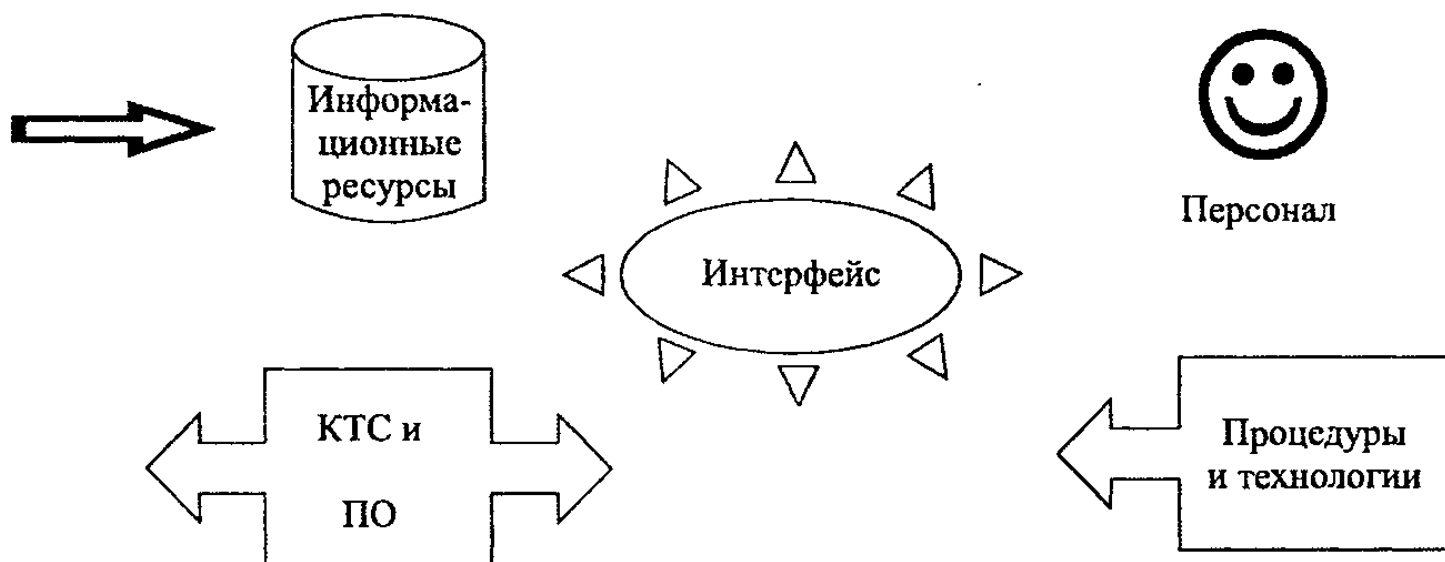 Информа-
ционные
ресурсы
Персонал
Интерфейс
КТС и
ПО
Процедуры
и технологии